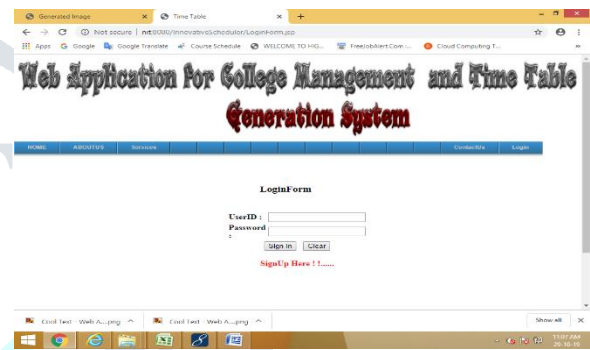 Generated Image
Time Table
Not secure | nrt:8080/InnovativeScheduler/LoginForm.jsp
Apps Google Google Translate Course Schedule WELCOME TO HIG... FreeJobAlert.Com ... Cloud Computing T...
Web Application For College Management and Time Table
Generation System
HOME ABOUTUS Services ContactUs Login
LoginForm
UserID :
Password
:
Sign In Clear
SignUp Here ! !......
Cool Text - Web A....png Cool Text - Web A....png Show all
11:07 AM
20-10-19